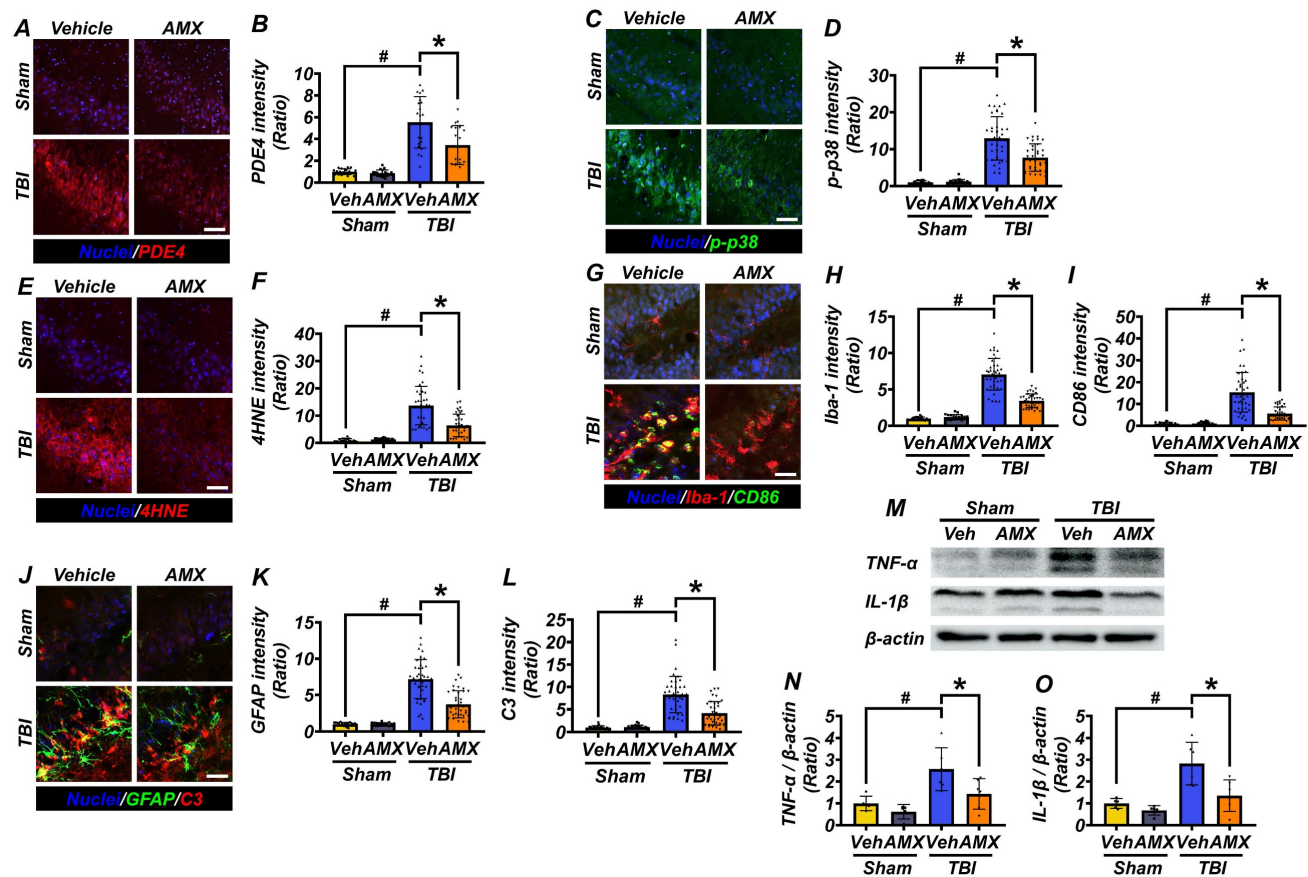 A
Vehicle AMX
Sham
TBI
Nuclei/PDE4
B
PDE4 intensity
(Ratio)
10
8
6
4
2
0
#
*
Veh AMX Veh AMX
Sham TBI
C
Vehicle AMX
Sham
TBI
Nuclei/p-p38
D
p-p38 intensity
(Ratio)
30
20
10
0
#
*
Veh AMX Veh AMX
Sham TBI
E
Vehicle AMX
Sham
TBI
Nuclei/4HNE
F
4HNE intensity
(Ratio)
40
30
20
10
0
#
*
Veh AMX Veh AMX
Sham TBI
G
Vehicle AMX
Sham
TBI
Nuclei/Iba-1/CD86
H
Iba-1 intensity
(Ratio)
15
10
5
0
#
*
Veh AMX Veh AMX
Sham TBI
I
CD86 intensity
(Ratio)
50
40
30
20
10
0
#
*
Veh AMX Veh AMX
Sham TBI
J
Vehicle AMX
Sham
TBI
Nuclei/GFAP/C3
K
GFAP intensity
(Ratio)
15
10
5
0
#
*
Veh AMX Veh AMX
Sham TBI
L
C3 intensity
(Ratio)
25
20
15
10
5
0
#
*
Veh AMX Veh AMX
Sham TBI
M
Sham TBI
Veh AMX Veh AMX
TNF-α
IL-1β
β-actin
N
TNF-α / β-actin
(Ratio)
5
4
3
2
1
0
#
*
Veh AMX Veh AMX
Sham TBI
O
IL-1β / β-actin
(Ratio)
5
4
3
2
1
0
#
*
Veh AMX Veh AMX
Sham TBI